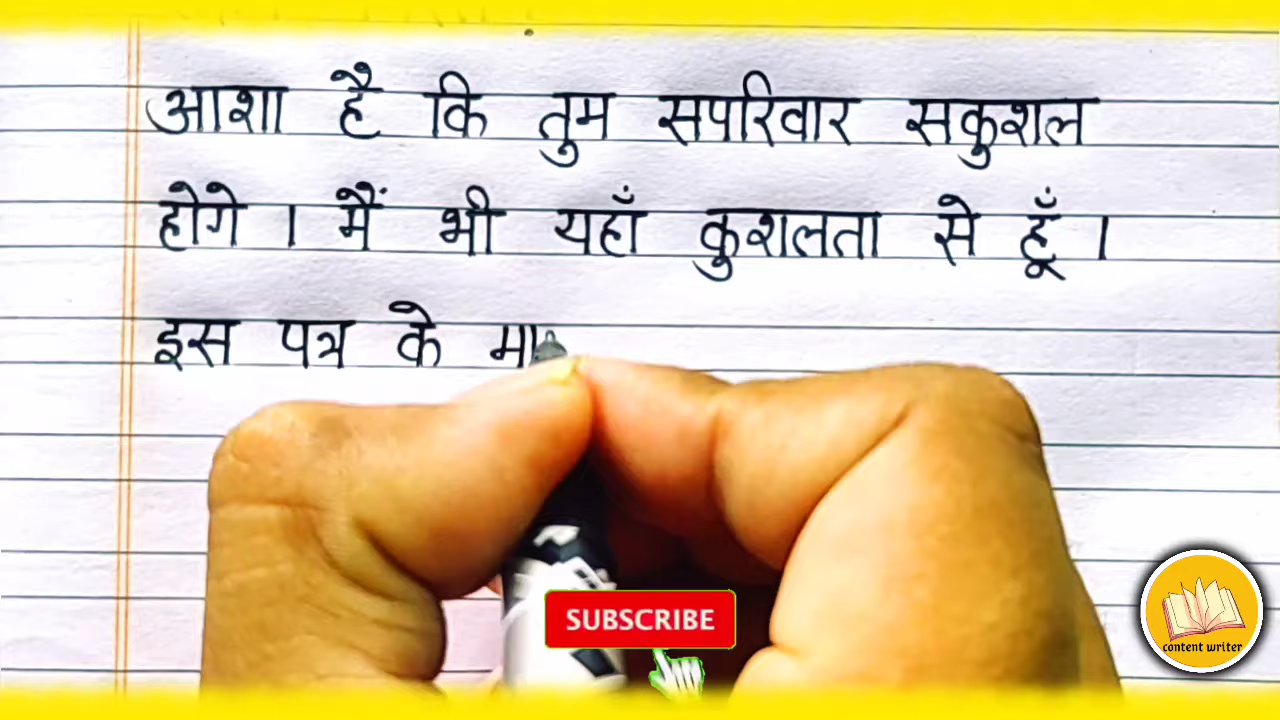 आशा है कि तुम सपरिवार सकुशल
होगे । मैं भी यहाँ कुशलता से हूँ ।
इस पत्र के मा
SUBSCRIBE
content writer